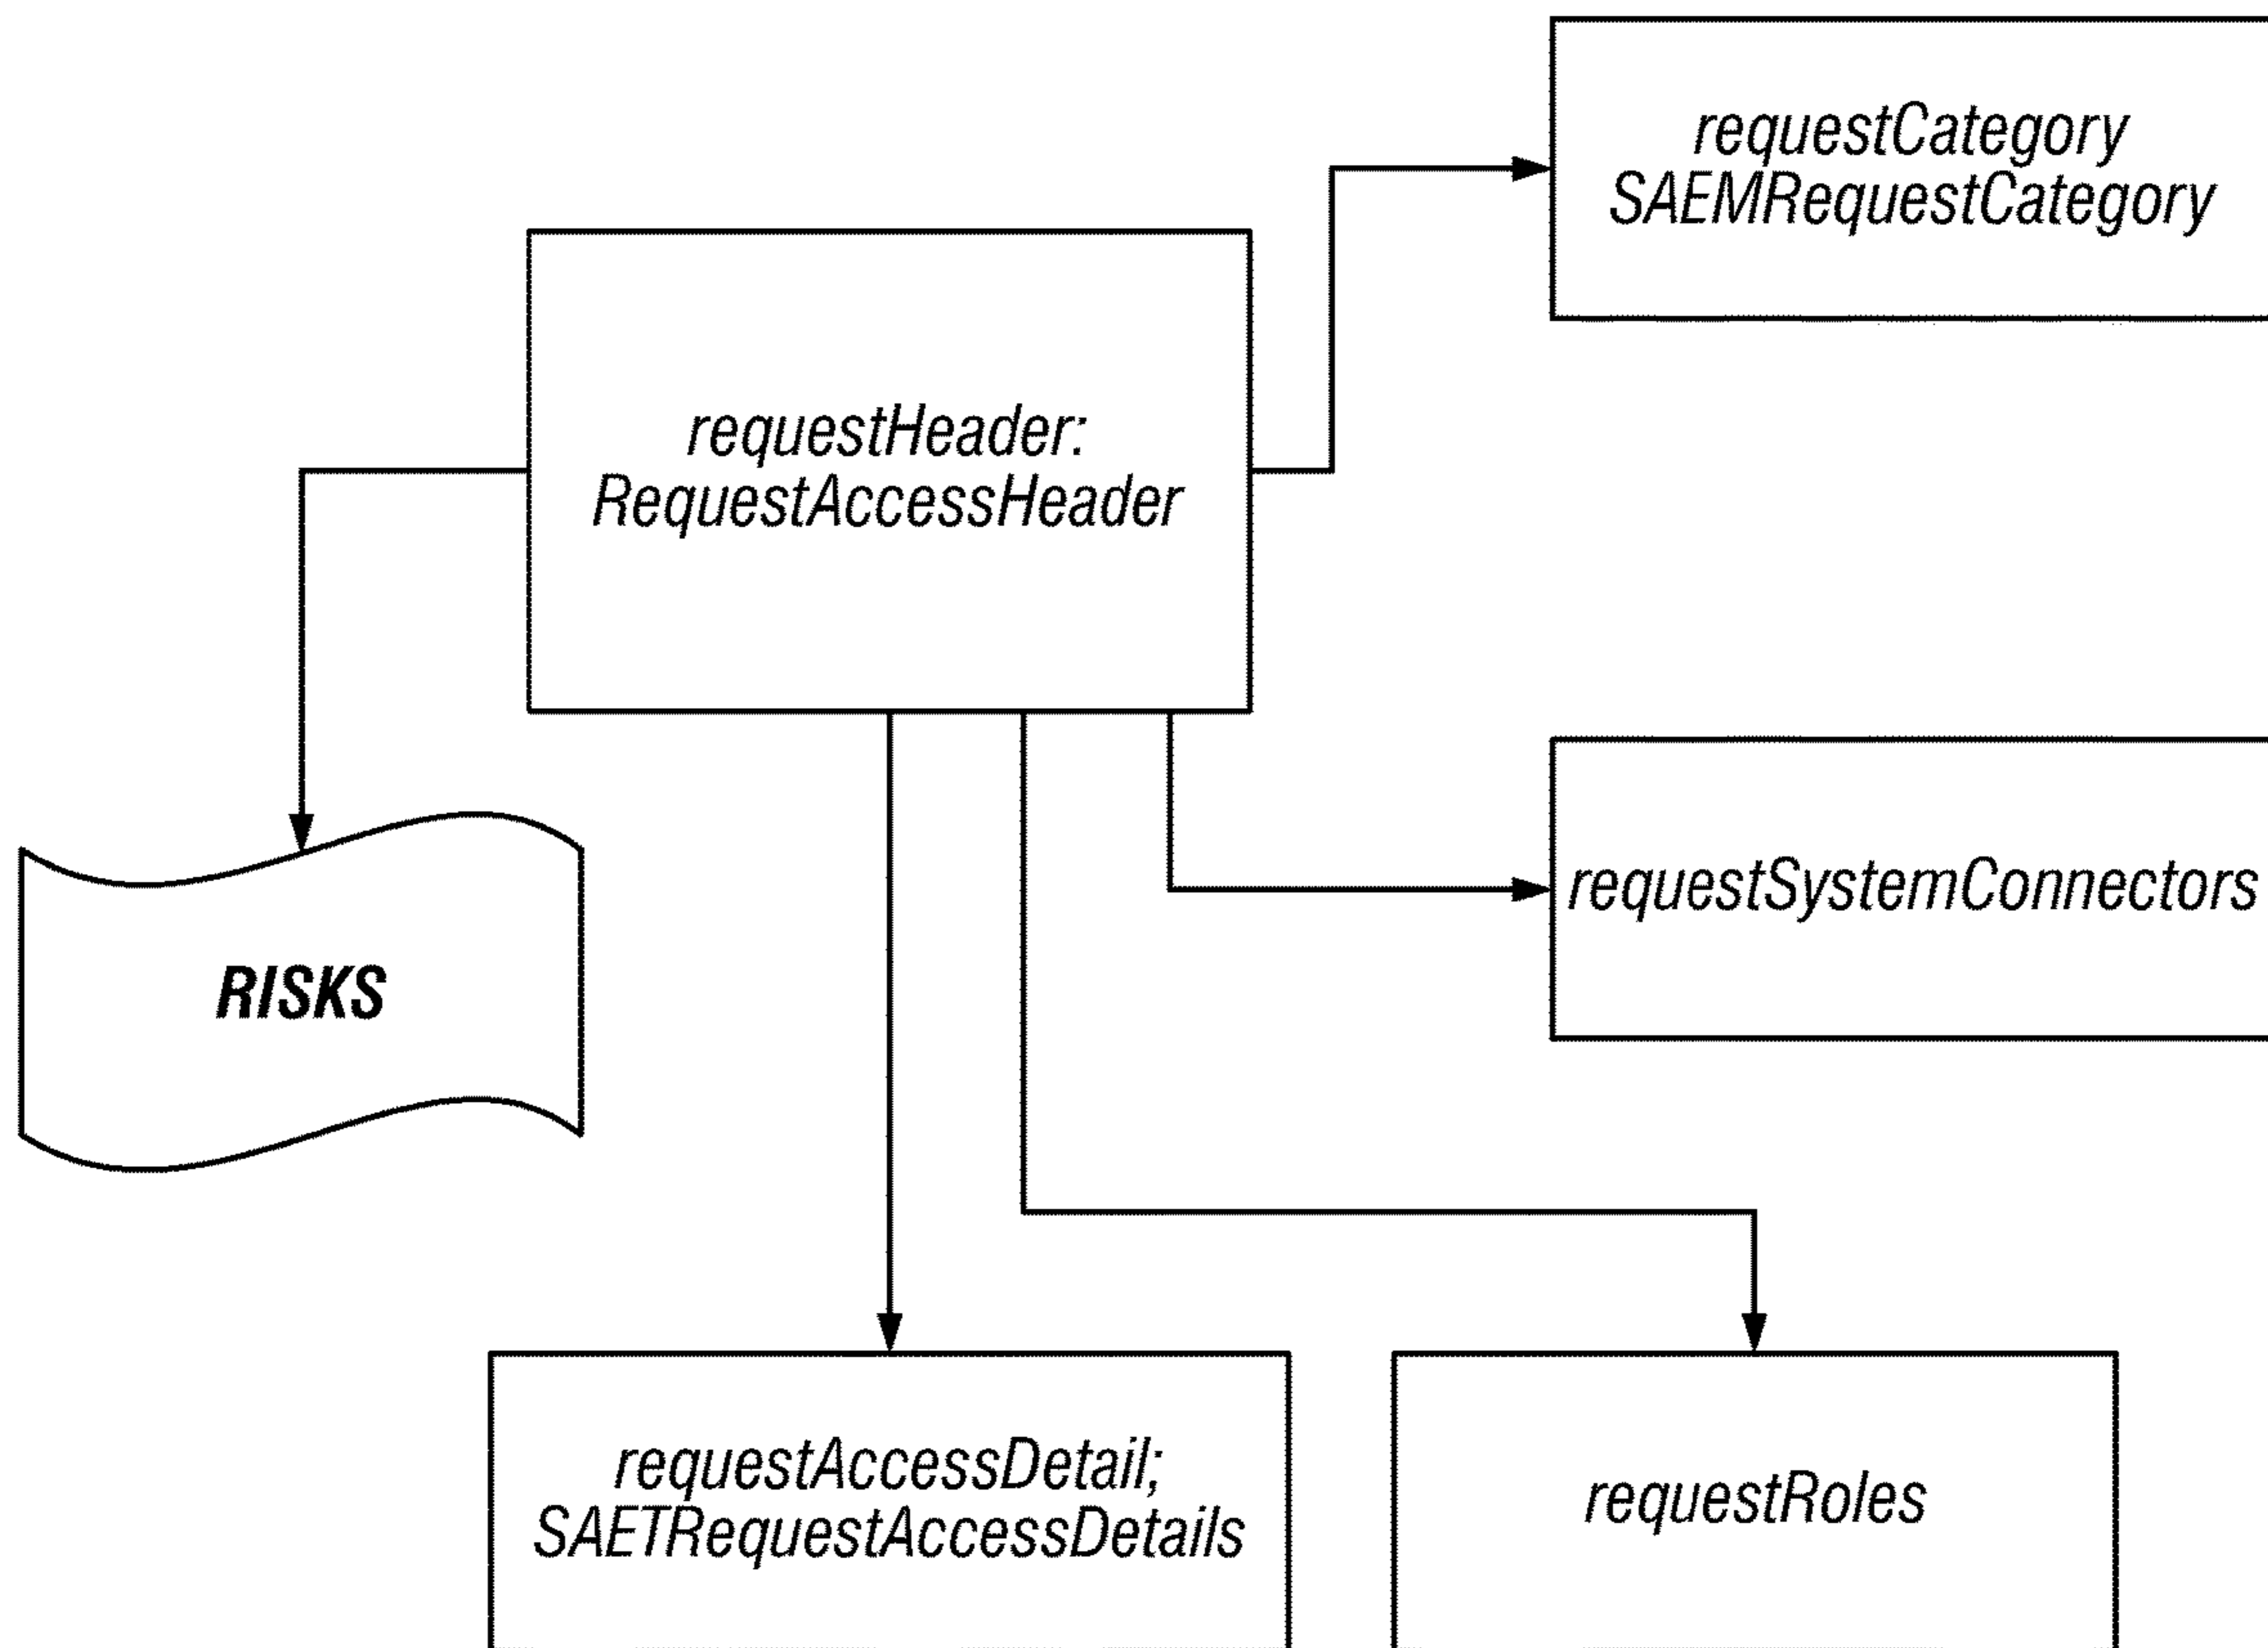 requestCategory
SAEMRequestCategory
requestHeader:
RequestAccessHeader
requestSystemConnectors
RISKS
requestAccessDetail;
SAETRequestAccessDetails
requestRoles